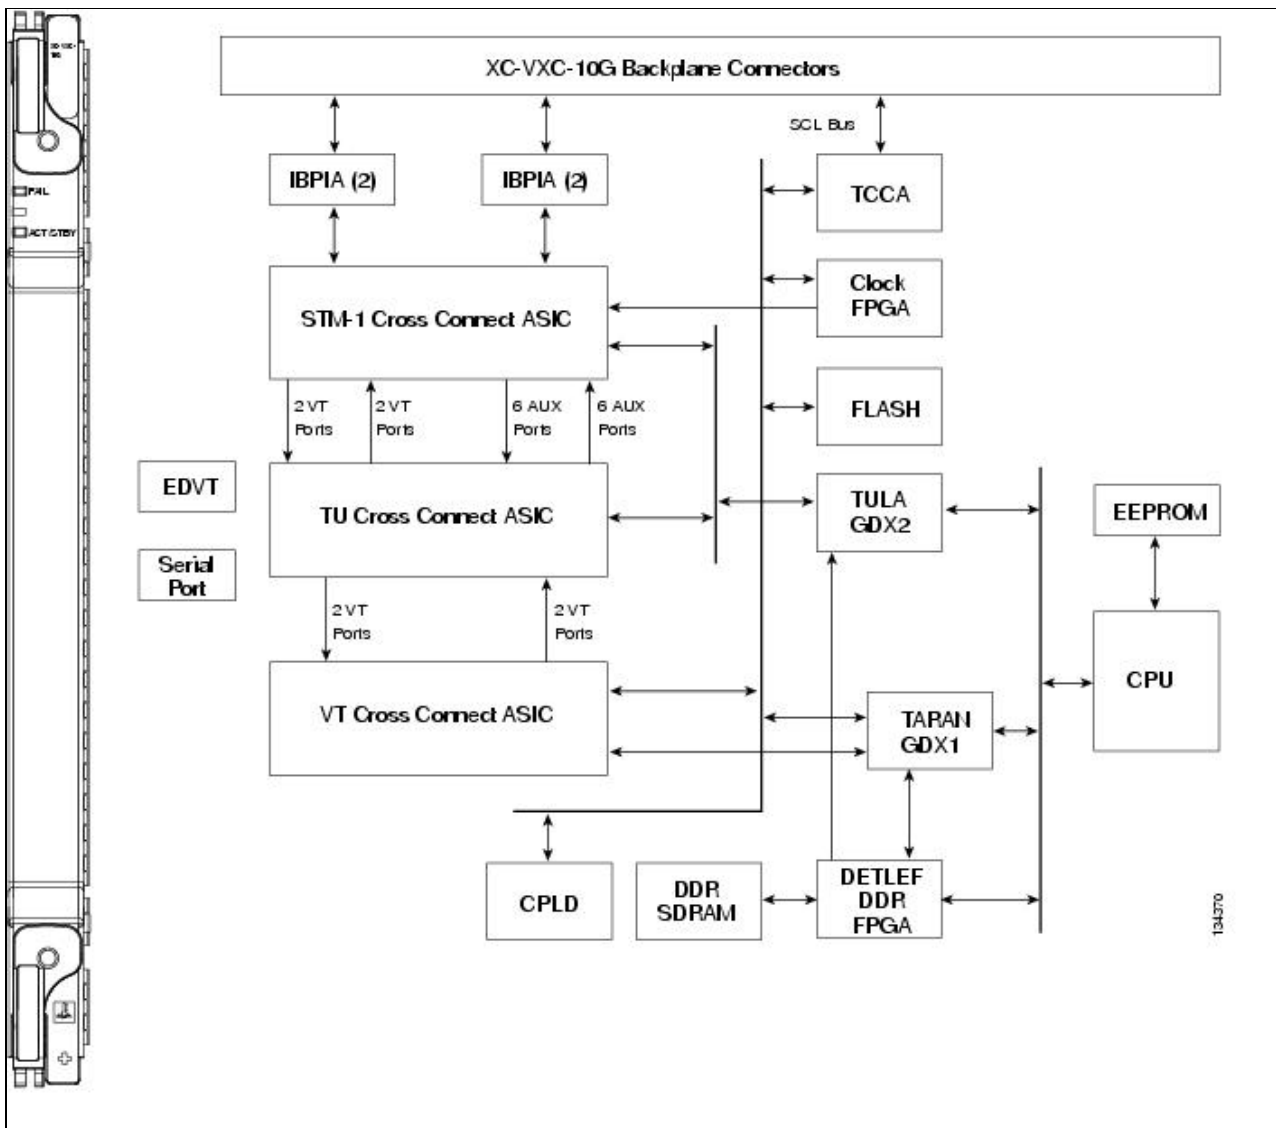 XC-VXC-10G Backplane Connectors
SCL Bus
IBPIA (2)
IBPIA (2)
TCCA
FAIL
ACT/STBY
Clock
FPGA
STM-1 Cross Connect ASIC
2 VT
Ports
2 VT
Ports
6 AUX
Ports
6 AUX
Ports
FLASH
EDVT
TU Cross Connect ASIC
TULA
GDX2
EEPROM
Serial
Port
2 VT
Ports
2 VT
Ports
CPU
VT Cross Connect ASIC
TARAN
GDX1
CPLD
DDR
SDRAM
DETLEF
DDR
FPGA
134370